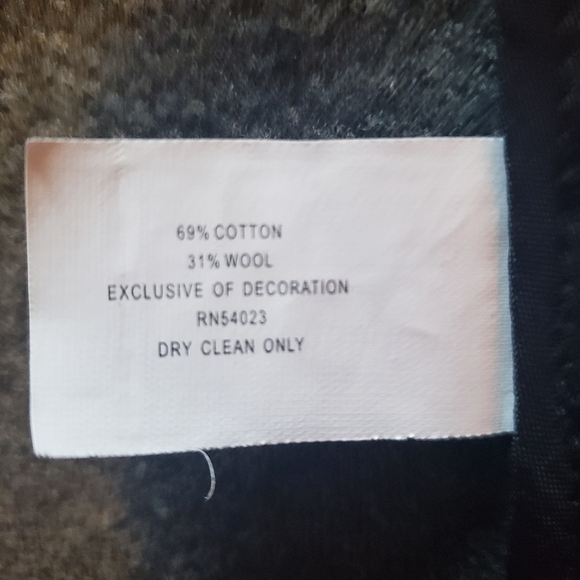 69% COTTON
31% WOOL
EXCLUSIVE OF DECORATION
RN54023
DRY CLEAN ONLY